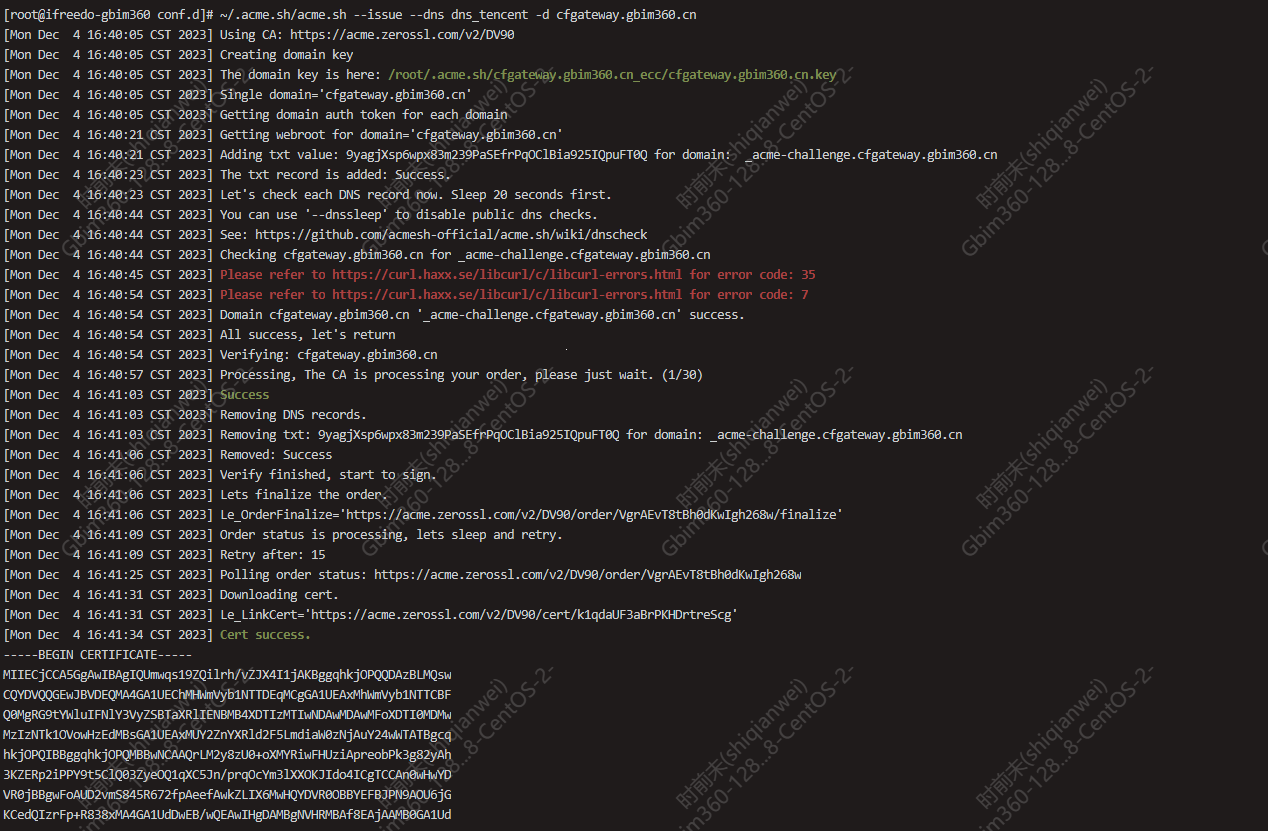 [root@ifreedo-gbim360 conf.d]# ~/.acme.sh/acme.sh --issue --dns dns_tencent -d cfgateway.gbim360.cn
[Mon Dec  4 16:40:05 CST 2023] Using CA: https://acme.zerossl.com/v2/DV90
[Mon Dec  4 16:40:05 CST 2023] Creating domain key
[Mon Dec  4 16:40:05 CST 2023] The domain key is here: /root/.acme.sh/cfgateway.gbim360.cn_ecc/cfgateway.gbim360.cn.key
[Mon Dec  4 16:40:05 CST 2023] Single domain='cfgateway.gbim360.cn'
[Mon Dec  4 16:40:05 CST 2023] Getting domain auth token for each domain
[Mon Dec  4 16:40:21 CST 2023] Getting webroot for domain='cfgateway.gbim360.cn'
[Mon Dec  4 16:40:21 CST 2023] Adding txt value: 9yagjXsp6wpx83m239PaSEfrPqOClBia925IQpuFT0Q for domain:  _acme-challenge.cfgateway.gbim360.cn
[Mon Dec  4 16:40:23 CST 2023] The txt record is added: Success.
[Mon Dec  4 16:40:23 CST 2023] Let's check each DNS record now. Sleep 20 seconds first.
[Mon Dec  4 16:40:44 CST 2023] You can use '--dnssleep' to disable public dns checks.
[Mon Dec  4 16:40:44 CST 2023] See: https://github.com/acmesh-official/acme.sh/wiki/dnscheck
[Mon Dec  4 16:40:44 CST 2023] Checking cfgateway.gbim360.cn for _acme-challenge.cfgateway.gbim360.cn
[Mon Dec  4 16:40:45 CST 2023] Please refer to https://curl.haxx.se/libcurl/c/libcurl-errors.html for error code: 35
[Mon Dec  4 16:40:54 CST 2023] Please refer to https://curl.haxx.se/libcurl/c/libcurl-errors.html for error code: 7
[Mon Dec  4 16:40:54 CST 2023] Domain cfgateway.gbim360.cn '_acme-challenge.cfgateway.gbim360.cn' success.
[Mon Dec  4 16:40:54 CST 2023] All success, let's return
[Mon Dec  4 16:40:54 CST 2023] Verifying: cfgateway.gbim360.cn
[Mon Dec  4 16:40:57 CST 2023] Processing, The CA is processing your order, please just wait. (1/30)
[Mon Dec  4 16:41:03 CST 2023] Success
[Mon Dec  4 16:41:03 CST 2023] Removing DNS records.
[Mon Dec  4 16:41:03 CST 2023] Removing txt: 9yagjXsp6wpx83m239PaSEfrPqOClBia925IQpuFT0Q for domain: _acme-challenge.cfgateway.gbim360.cn
[Mon Dec  4 16:41:06 CST 2023] Removed: Success
[Mon Dec  4 16:41:06 CST 2023] Verify finished, start to sign.
[Mon Dec  4 16:41:06 CST 2023] Lets finalize the order.
[Mon Dec  4 16:41:06 CST 2023] Le_OrderFinalize='https://acme.zerossl.com/v2/DV90/order/VgrAEvT8tBh0dKwIgh268w/finalize'
[Mon Dec  4 16:41:09 CST 2023] Order status is processing, lets sleep and retry.
[Mon Dec  4 16:41:09 CST 2023] Retry after: 15
[Mon Dec  4 16:41:25 CST 2023] Polling order status: https://acme.zerossl.com/v2/DV90/order/VgrAEvT8tBh0dKwIgh268w
[Mon Dec  4 16:41:31 CST 2023] Downloading cert.
[Mon Dec  4 16:41:31 CST 2023] Le_LinkCert='https://acme.zerossl.com/v2/DV90/cert/k1qdaUF3aBrPKHDrtreScg'
[Mon Dec  4 16:41:34 CST 2023] Cert success.
-----BEGIN CERTIFICATE-----
MIIECjCCA5GgAwIBAgIQUmwqs19ZQilrh/vZJX4I1jAKBggqhkjOPQQDAzBLMQsw
CQYDVQQGEwJBVDEQMA4GA1UEChMHWmVyb1NTTDEqMCgGA1UEAxMhWmVyb1NTTCBF
Q0MgRG9tYWluIFNlY3VyZSBTaXRlIENBMB4XDTIzMTIwNDAwMDAwMFoXDTI0MDMw
MzIzNTk1OVowHzEdMBsGA1UEAxMUY2ZnYXRld2F5LmdiaW0zNjAuY24wWTATBgcq
hkjOPQIBBggqhkjOPQMBBwNCAAQrLM2y8zU0+oXMYRiwFHUziApreobPk3g82yAh
3KZERp2iPPY9t5ClQ03ZyeOQ1qXC5Jn/prqOcYm3lXXOKJIdo4ICgTCCAn0wHwYD
VR0jBBgwFoAUD2vmS845R672fpAeefAwkZLIX6MwHQYDVR0OBBYEFBJPN9AOU6jG
KCedQIzrFp+R838xMA4GA1UdDwEB/wQEAwIHgDAMBgNVHRMBAf8EAjAAMB0GA1Ud
时前末(shiqianwei)
Gbim360-128...8-CentOS-2-